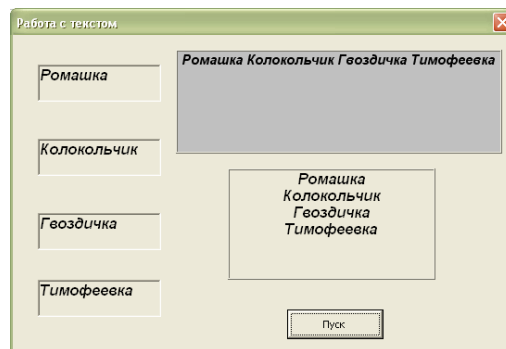 Работа с текстом
Ромашка
Колокольчик
Гвоздичка
Тимофеевка
Ромашка Колокольчик Гвоздичка Тимофеевка
Ромашка
Колокольчик
Гвоздичка
Тимофеевка
Пуск